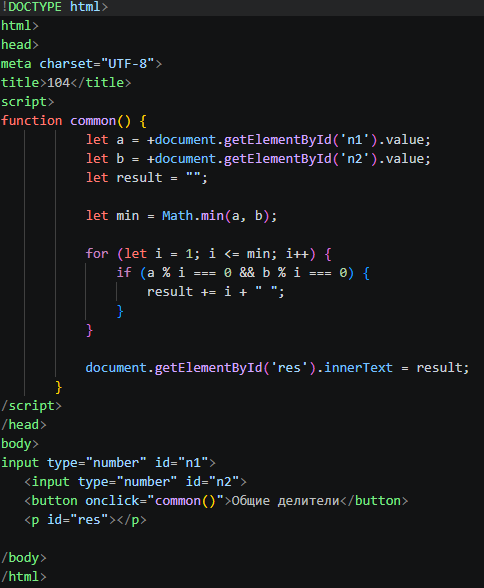 !DOCTYPE html>
html>
head>
meta charset="UTF-8">
title>104</title>
script>
function common() {
let a = +document.getElementById('n1').value;
let b = +document.getElementById('n2').value;
let result = "";
let min = Math.min(a, b);
for (let i = 1; i <= min; i++) {
if (a % i === 0 && b % i === 0) {
result += i + " ";
}
}
document.getElementById('res').innerText = result;
}
/script>
/head>
body>
input type="number" id="n1">
<input type="number" id="n2">
<button onclick="common()">Общие делители</button>
<p id="res"></p>
/body>
/html>